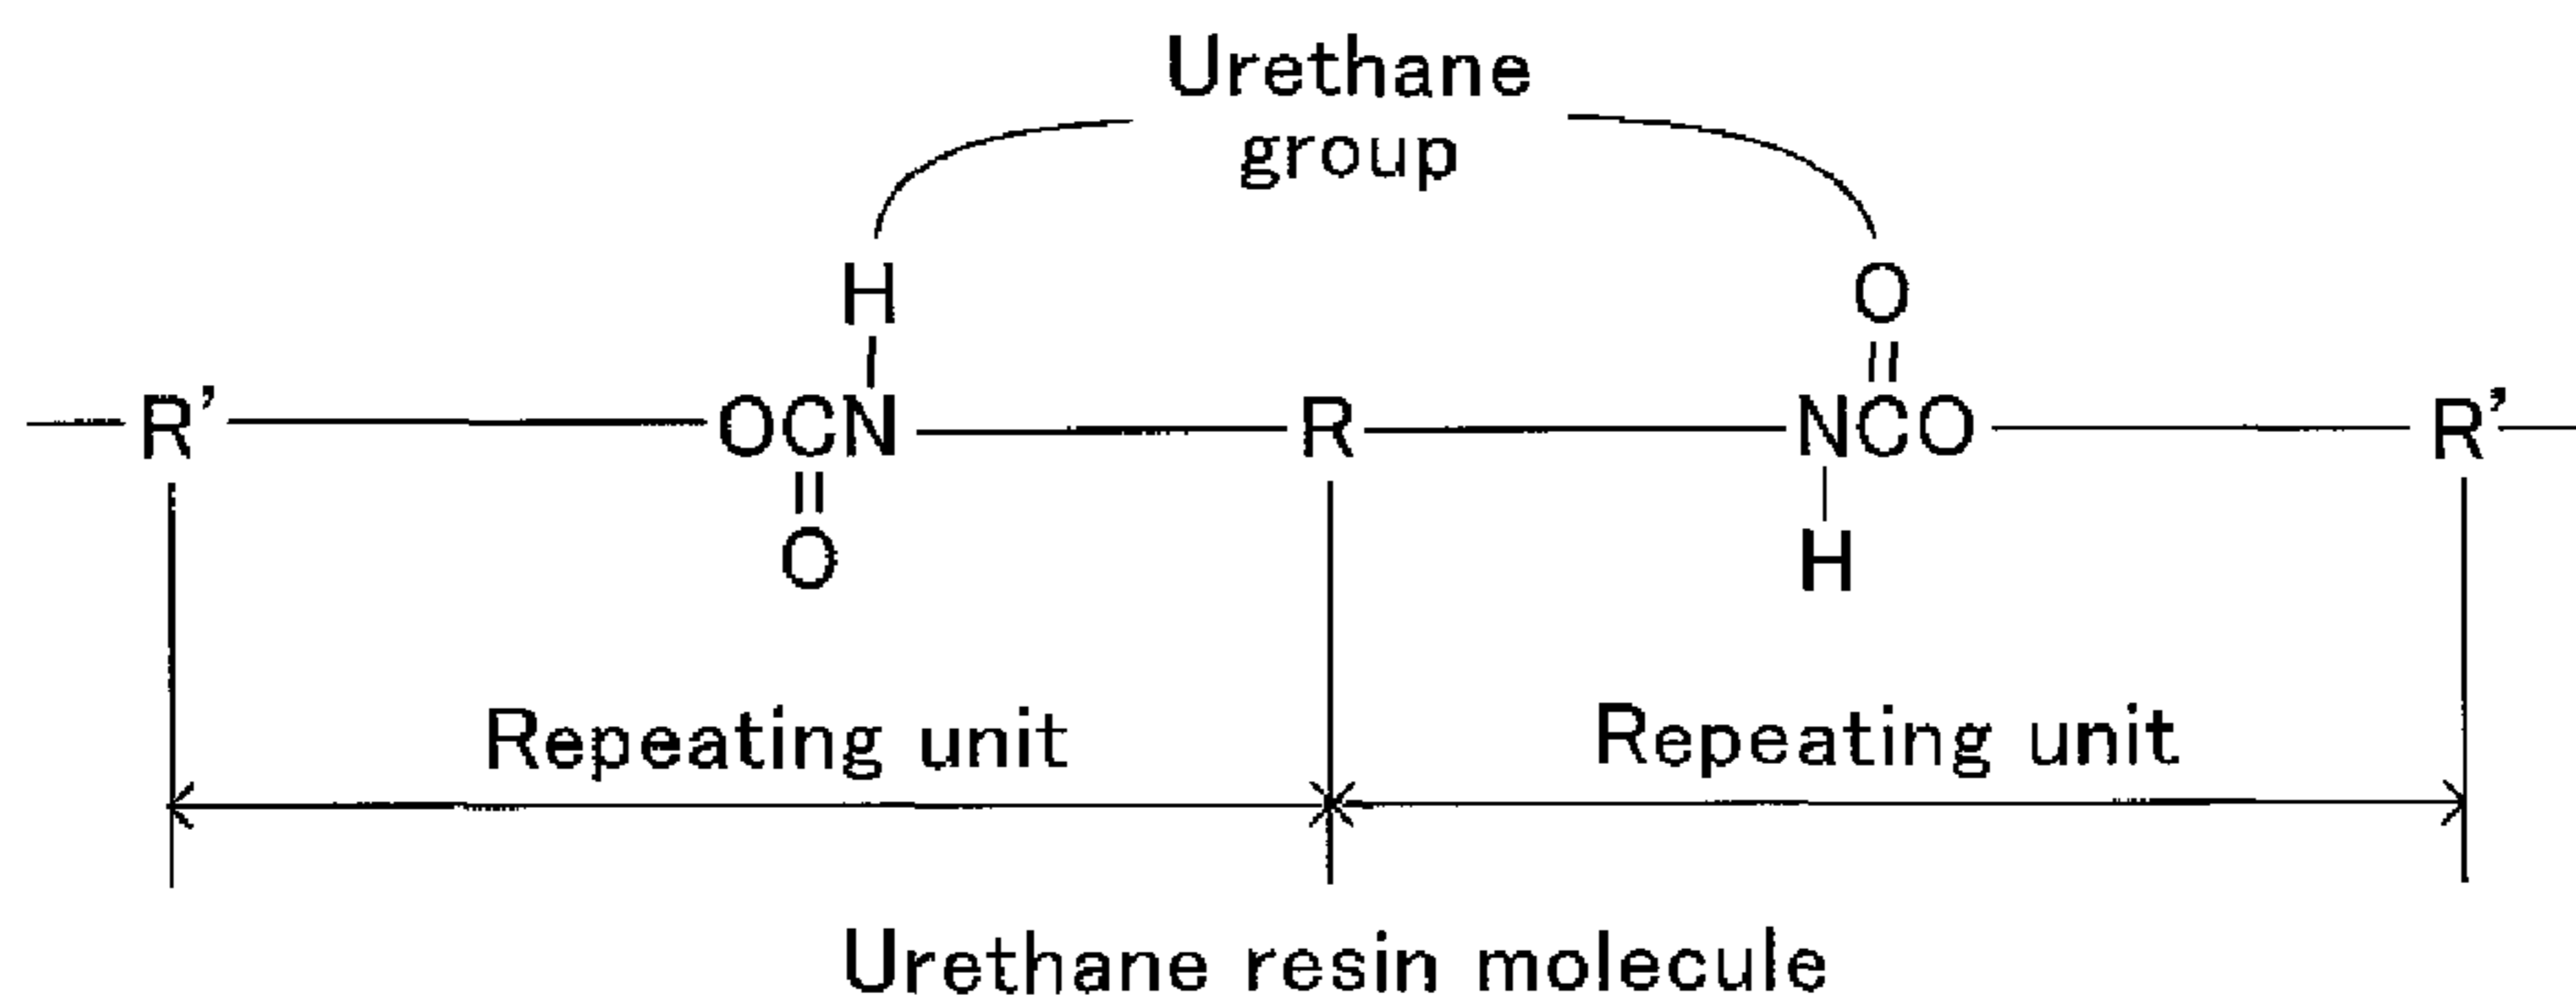 Urethane
group
H O
R' OCN R NCO R'
O H
Repeating unit Repeating unit
Urethane resin molecule